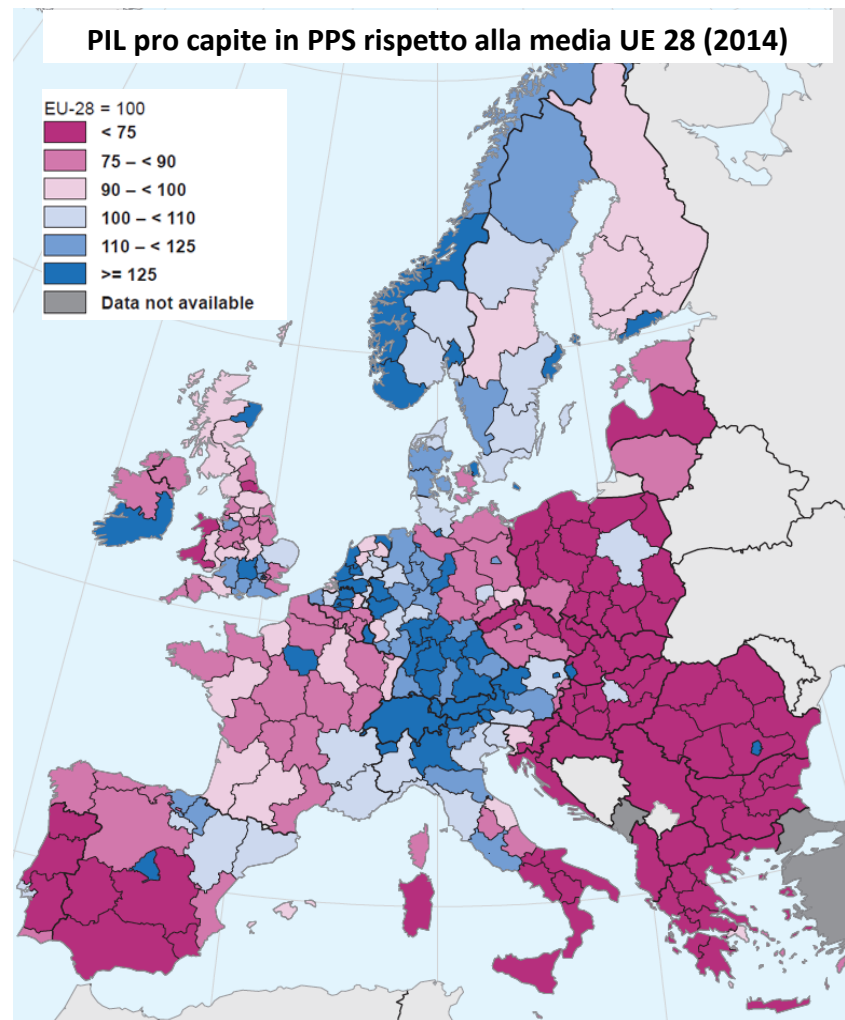 PIL pro capite in PPS rispetto alla media UE 28 (2014)
EU-28 = 100
< 75
75 – < 90
90 – < 100
100 – < 110
110 – < 125
>= 125
Data not available